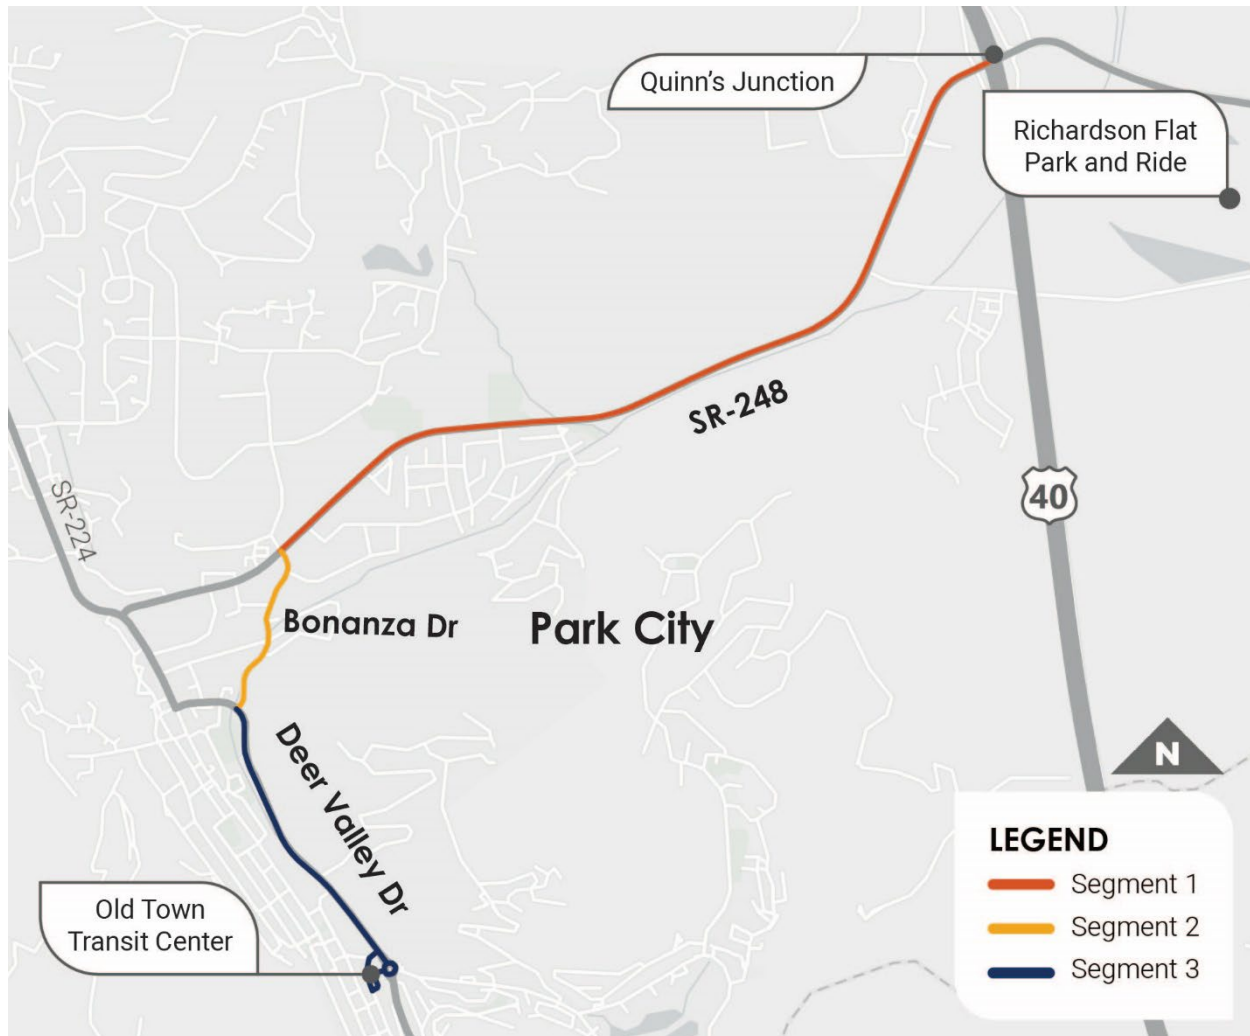 Quinn's Junction
Richardson Flat
Park and Ride
SR-248
40
SR-224
Bonanza Dr
Park City
Deer Valley Dr
N
LEGEND
Segment 1
Segment 2
Segment 3
Old Town
Transit Center